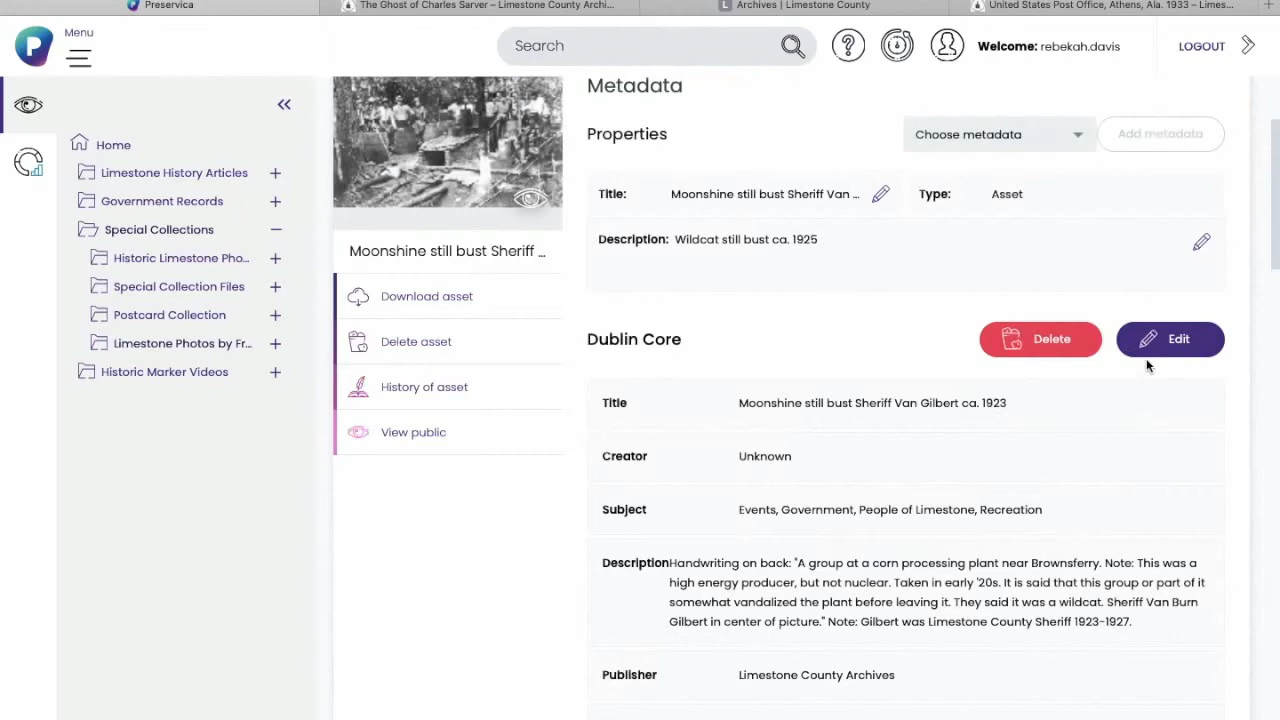 Preservica
The Ghost of Charles Sarver – Limestone County Archi...
Archives | Limestone County
United States Post Office, Athens, Ala. 1933 – Limes...
P
Menu
Search
Welcome: rebekah.davis
LOGOUT
Home
Limestone History Articles
Government Records
Special Collections
Historic Limestone Pho...
Special Collection Files
Postcard Collection
Limestone Photos by Fr...
Historic Marker Videos
Moonshine still bust Sheriff ...
Download asset
Delete asset
History of asset
View public
Metadata
Properties
Choose metadata
Add metadata
Title: Moonshine still bust Sheriff Van ...
Type: Asset
Description: Wildcat still bust ca. 1925
Dublin Core
Delete
Edit
Title Moonshine still bust Sheriff Van Gilbert ca. 1923
Creator Unknown
Subject Events, Government, People of Limestone, Recreation
Description Handwriting on back: "A group at a corn processing plant near Brownsferry. Note: This was a
high energy producer, but not nuclear. Taken in early '20s. It is said that this group or part of it
somewhat vandalized the plant before leaving it. They said it was a wildcat. Sheriff Van Burn
Gilbert in center of picture." Note: Gilbert was Limestone County Sheriff 1923-1927.
Publisher Limestone County Archives